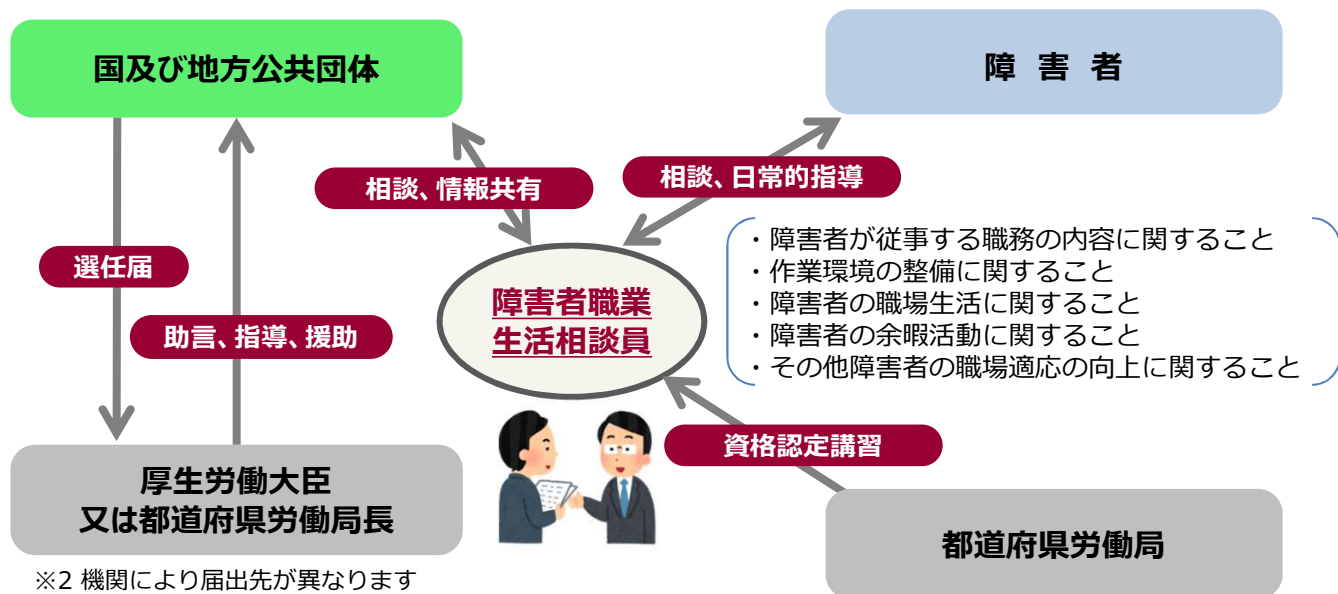 国及び地方公共団体
障 害 者
相談、情報共有
相談、日常的指導
選任届
助言、指導、援助
障害者職業
生活相談員
・障害者が従事する職務の内容に関すること
・作業環境の整備に関すること
・障害者の職場生活に関すること
・障害者の余暇活動に関すること
・その他障害者の職場適応の向上に関すること
資格認定講習
厚生労働大臣
又は都道府県労働局長
都道府県労働局
※2 機関により届出先が異なります